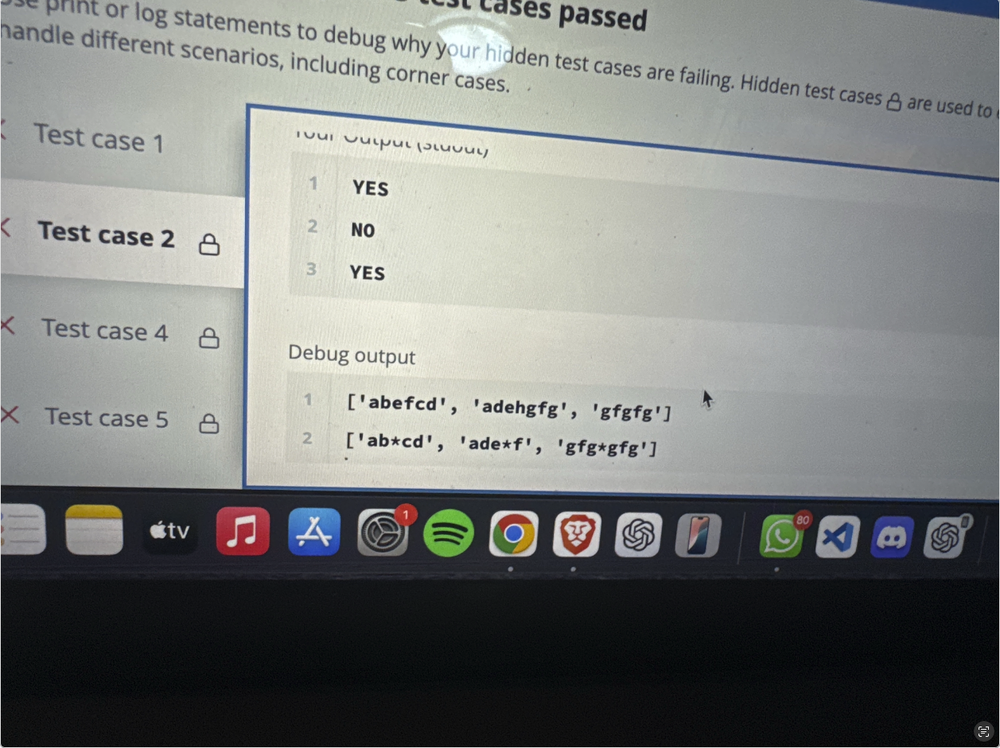 test cases passed
use print or log statements to debug why your hidden test cases are failing. Hidden test cases are used to
handle different scenarios, including corner cases.
Test case 1
Test case 2
Test case 4
Test case 5
Your Output (stdout)
1 YES
2 NO
3 YES
Debug output
1 ['abefcd', 'adehgfg', 'gfgfg']
2 ['ab*cd', 'ade*f', 'gfg*gfg']
tv
1
80